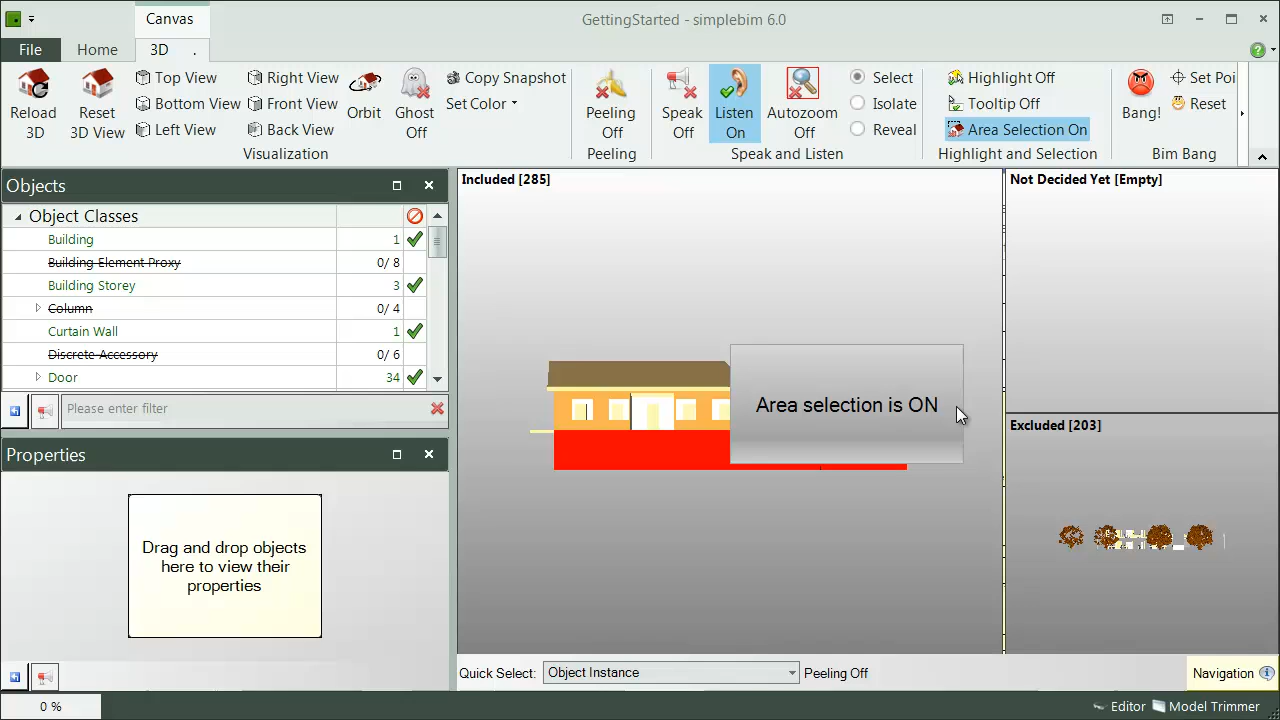 Canvas
GettingStarted - simplebim 6.0
File
Home
3D
Reload 3D
Reset 3D View
Top View
Bottom View
Left View
Right View
Front View
Back View
Orbit
Ghost Off
Copy Snapshot
Set Color
Visualization
Peeling Off
Peeling
Speak Off
Listen On
Autozoom Off
Select
Isolate
Reveal
Speak and Listen
Highlight Off
Tooltip Off
Area Selection On
Highlight and Selection
Bang!
Set Poi
Reset
Bim Bang
Objects
Object Classes
Building 1
Building Element Proxy 0/ 8
Building Storey 3
Column 0/ 4
Curtain Wall 1
Discrete Accessory 0/ 6
Door 34
Please enter filter
Properties
Drag and drop objects
here to view their
properties
0 %
Included [285]
Area selection is ON
Not Decided Yet [Empty]
Excluded [203]
Quick Select: Object Instance
Peeling Off
Navigation
Editor
Model Trimmer